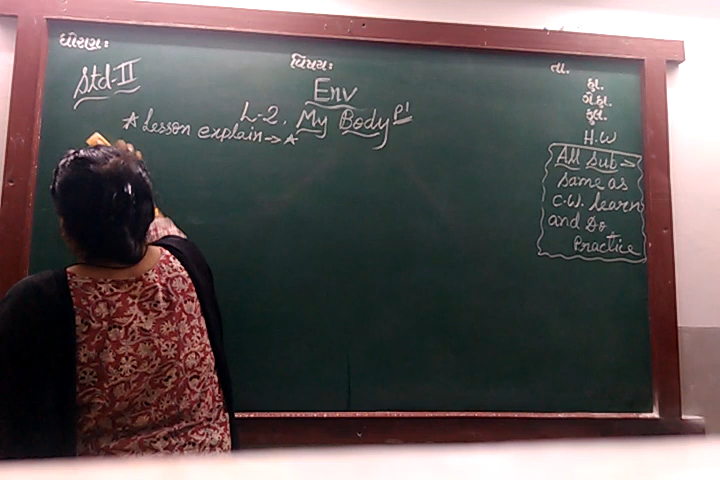 ધોરણ:
વિષય:
તા.
Std-II
Env
હા.
ગે.હા.
કુલ.
L-2. My Body P1
* Lesson explain → *
H.W
All Sub →
same as
C.W. learn
and Do
Practice